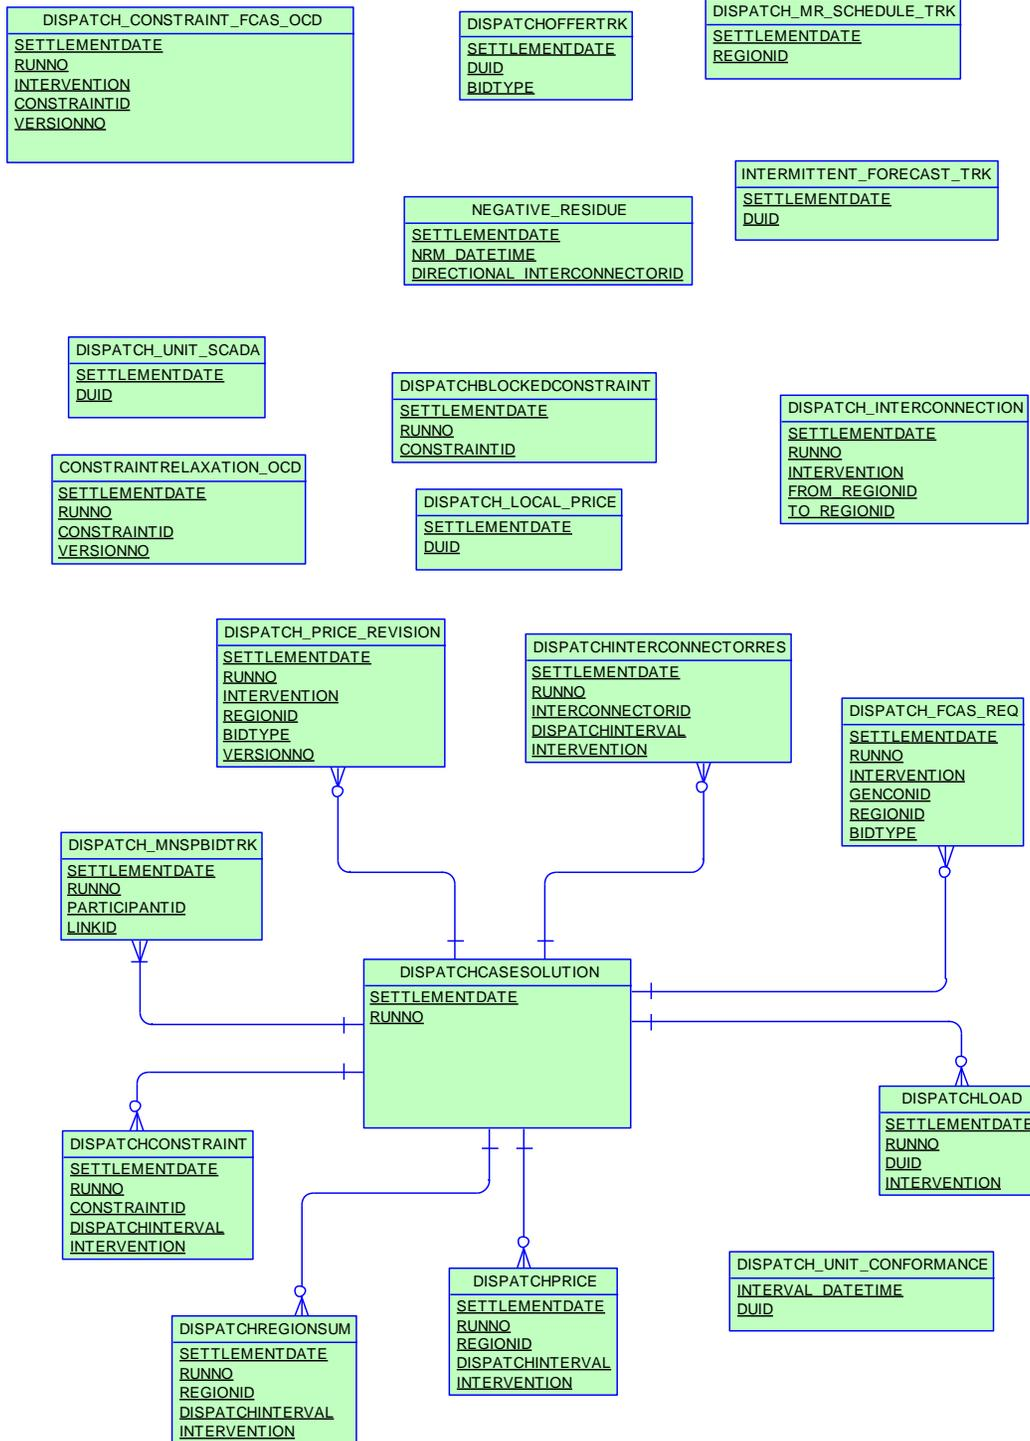 DISPATCH_CONSTRAINT_FCAS_OCD
SETTLEMENTDATE
RUNNO
INTERVENTION
CONSTRAINTID
VERSIONNO
DISPATCHOFFERTRK
SETTLEMENTDATE
DUID
BIDTYPE
DISPATCH_MR_SCHEDULE_TRK
SETTLEMENTDATE
REGIONID
INTERMITTENT_FORECAST_TRK
SETTLEMENTDATE
DUID
NEGATIVE_RESIDUE
SETTLEMENTDATE
NRM_DATETIME
DIRECTIONAL_INTERCONNECTORID
DISPATCH_UNIT_SCADA
SETTLEMENTDATE
DUID
DISPATCHBLOCKEDCONSTRAINT
SETTLEMENTDATE
RUNNO
CONSTRAINTID
DISPATCH_INTERCONNECTION
SETTLEMENTDATE
RUNNO
INTERVENTION
FROM_REGIONID
TO_REGIONID
CONSTRAINTRELAXATION_OCD
SETTLEMENTDATE
RUNNO
CONSTRAINTID
VERSIONNO
DISPATCH_LOCAL_PRICE
SETTLEMENTDATE
DUID
DISPATCH_PRICE_REVISION
SETTLEMENTDATE
RUNNO
INTERVENTION
REGIONID
BIDTYPE
VERSIONNO
DISPATCHINTERCONNECTORRES
SETTLEMENTDATE
RUNNO
INTERCONNECTORID
DISPATCHINTERVAL
INTERVENTION
DISPATCH_FCAS_REQ
SETTLEMENTDATE
RUNNO
INTERVENTION
GENCONID
REGIONID
BIDTYPE
DISPATCH_MNSPBIDTRK
SETTLEMENTDATE
RUNNO
PARTICIPANTID
LINKID
DISPATCHCASESOLUTION
SETTLEMENTDATE
RUNNO
DISPATCHLOAD
SETTLEMENTDATE
RUNNO
DUID
INTERVENTION
DISPATCHCONSTRAINT
SETTLEMENTDATE
RUNNO
CONSTRAINTID
DISPATCHINTERVAL
INTERVENTION
DISPATCH_UNIT_CONFORMANCE
INTERVAL_DATETIME
DUID
DISPATCHPRICE
SETTLEMENTDATE
RUNNO
REGIONID
DISPATCHINTERVAL
INTERVENTION
DISPATCHREGIONSUM
SETTLEMENTDATE
RUNNO
REGIONID
DISPATCHINTERVAL
INTERVENTION